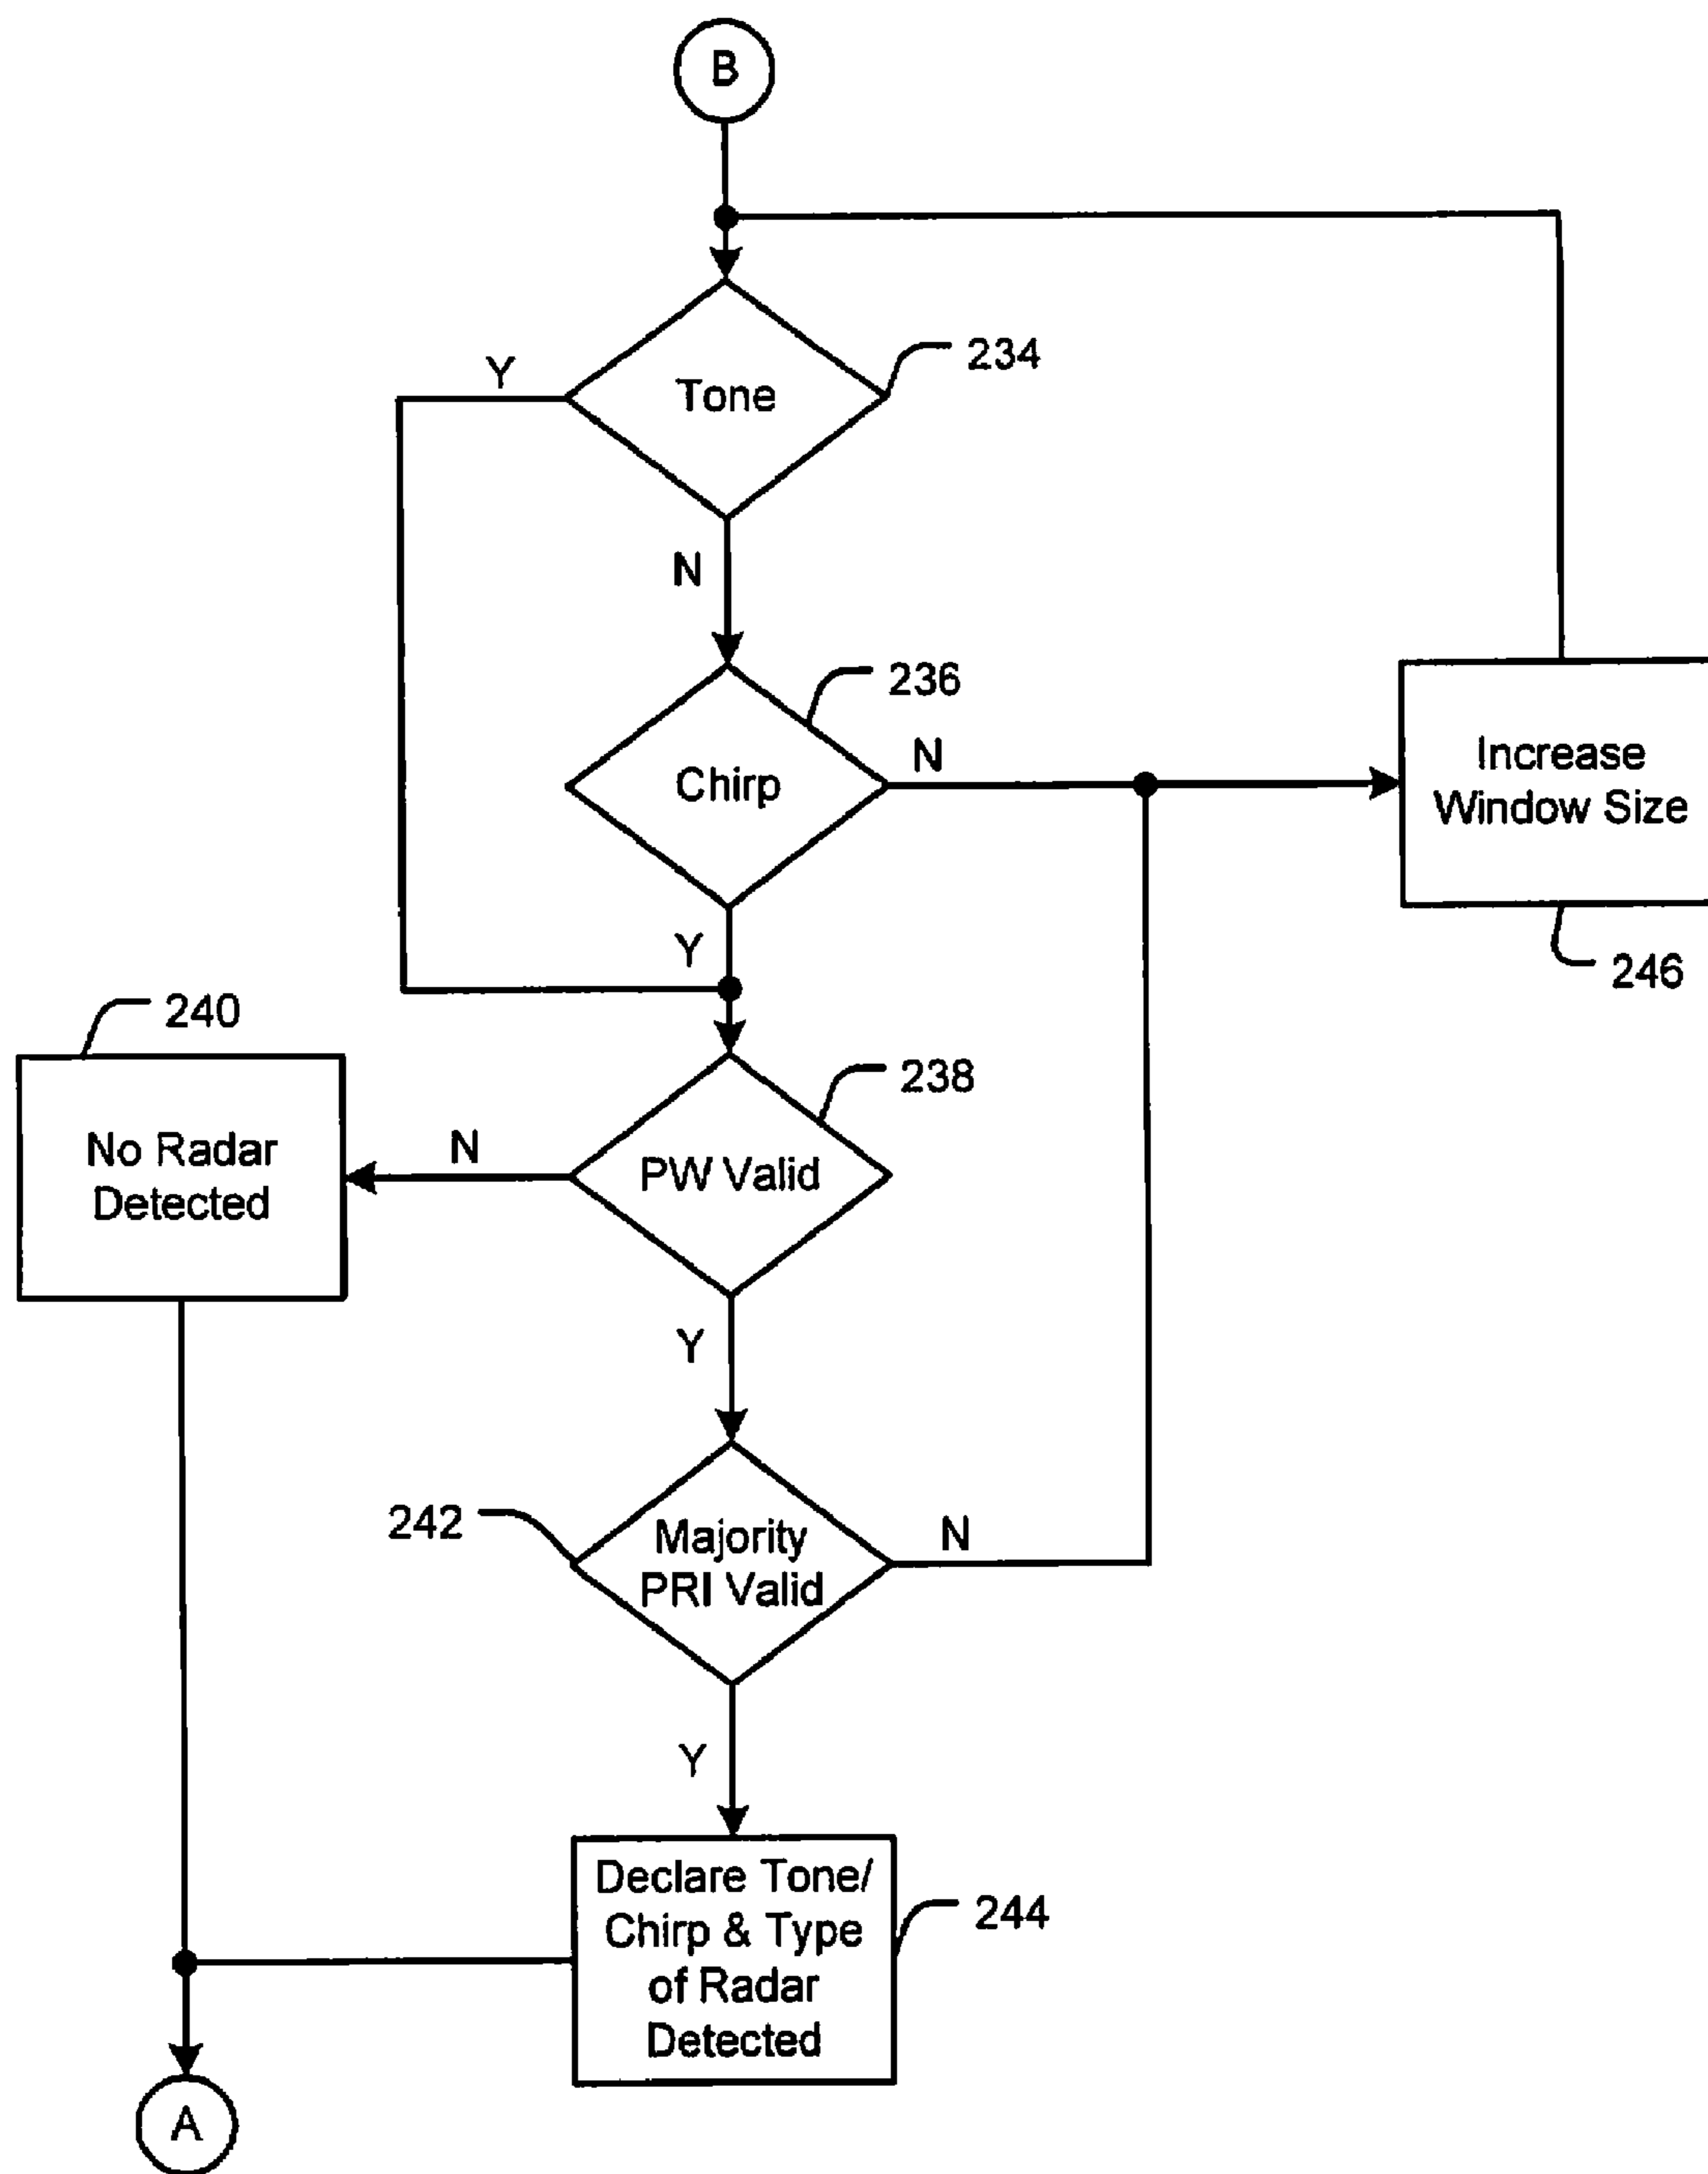 B
Y
Tone
234
N
236
Chirp
N
Increase
Window Size
Y
246
240
238
No Radar
Detected
N
PW Valid
Y
242
Majority
PRI Valid
N
Y
Declare Tone/
Chirp & Type
of Radar
Detected
244
A